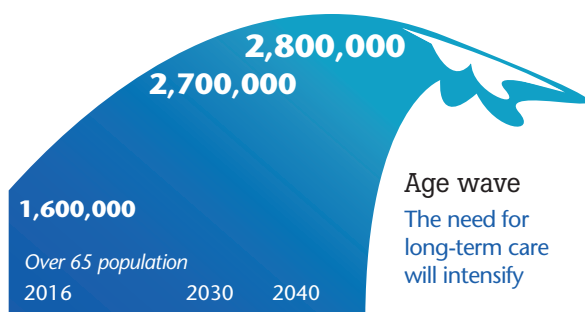 2,800,000
2,700,000
1,600,000
Over 65 population
2016 2030 2040
Age wave
The need for
long-term care
will intensify